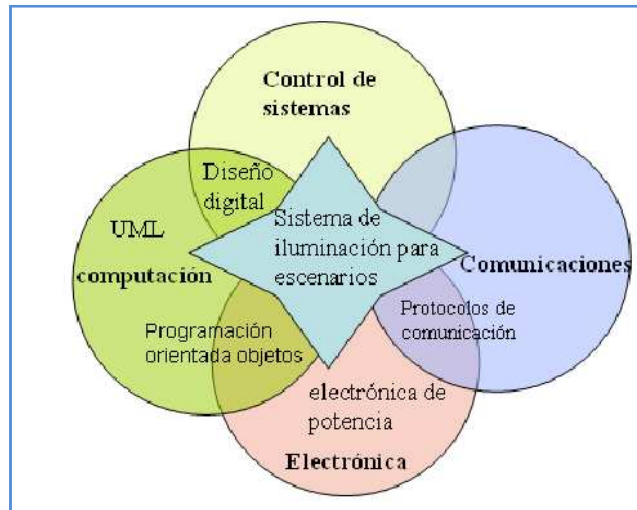 Control de
sistemas
Diseño
digital
UML
computación
Sistema de
iluminación para
escenarios
Comunicaciones
Protocolos de
comunicación
Programación
orientada objetos
electrónica de
potencia
Electrónica